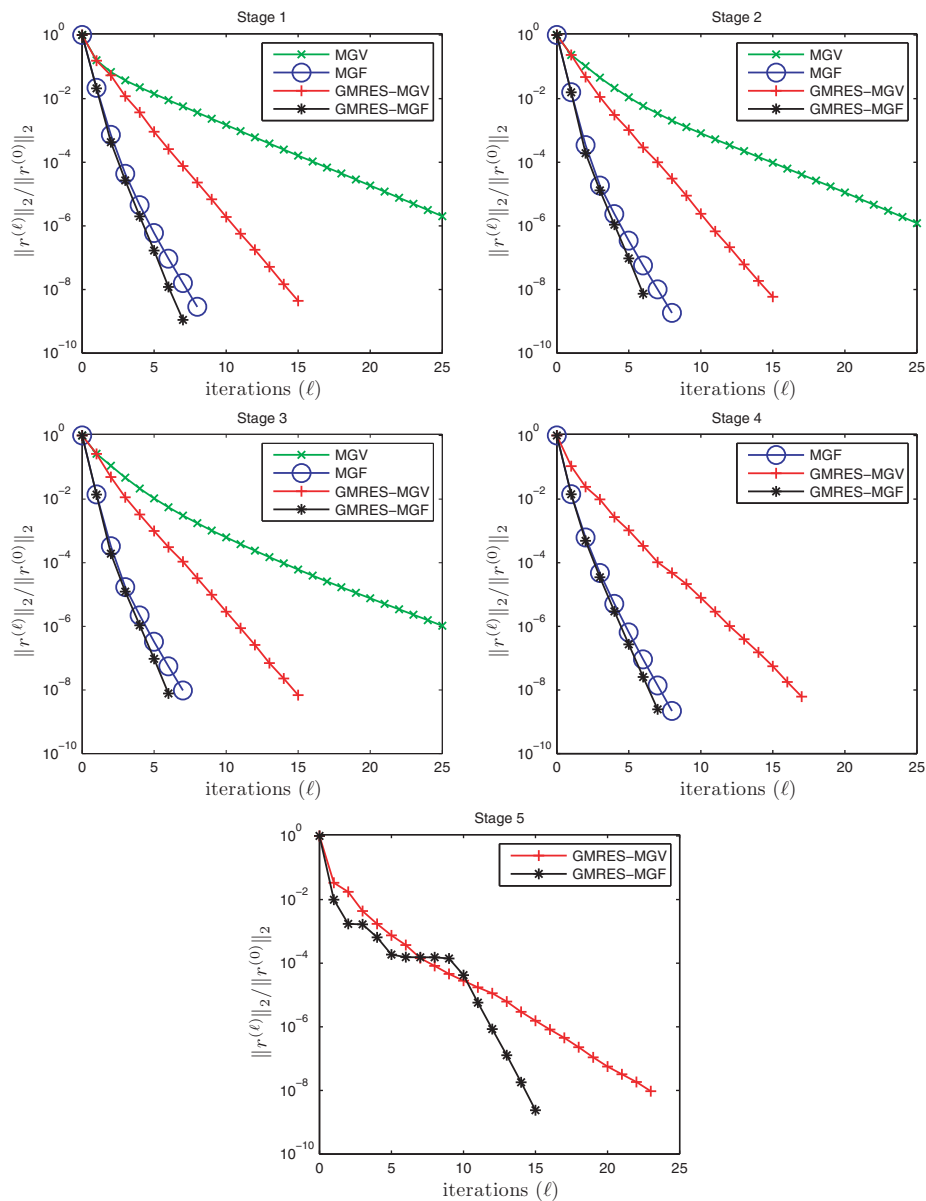 Stage 1
10^0
10^−2
10^−4
10^−6
10^−8
10^−10
‖r^(ℓ)‖_2/‖r^(0)‖_2
MGV
MGF
GMRES−MGV
GMRES−MGF
0 5 10 15 20 25
iterations (ℓ)
Stage 2
10^0
10^−2
10^−4
10^−6
10^−8
10^−10
‖r^(ℓ)‖_2/‖r^(0)‖_2
MGV
MGF
GMRES−MGV
GMRES−MGF
0 5 10 15 20 25
iterations (ℓ)
Stage 3
10^0
10^−2
10^−4
10^−6
10^−8
10^−10
‖r^(ℓ)‖_2/‖r^(0)‖_2
MGV
MGF
GMRES−MGV
GMRES−MGF
0 5 10 15 20 25
iterations (ℓ)
Stage 4
10^0
10^−2
10^−4
10^−6
10^−8
10^−10
‖r^(ℓ)‖_2/‖r^(0)‖_2
MGF
GMRES−MGV
GMRES−MGF
0 5 10 15 20 25
iterations (ℓ)
Stage 5
10^0
10^−2
10^−4
10^−6
10^−8
10^−10
‖r^(ℓ)‖_2/‖r^(0)‖_2
GMRES−MGV
GMRES−MGF
0 5 10 15 20 25
iterations (ℓ)